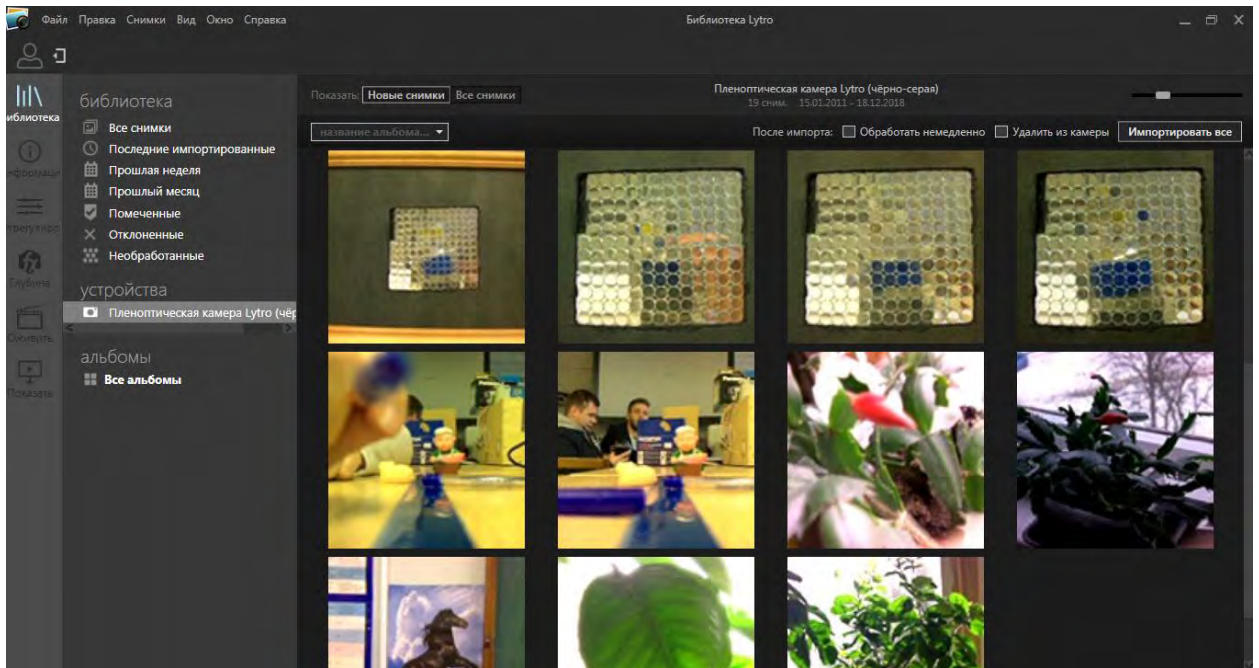 Файл Правка Снимки Вид Окно Справка
Библиотека Lytro
библиотека
Все снимки
Последние импортированные
Прошлая неделя
Прошлый месяц
Помеченные
Отклоненные
Необработанные
устройства
Пленоптическая камера Lytro (чёр
альбомы
Все альбомы
иблиотека
нформаци
Глубина
Оживить
Показать
Показать: Новые снимки Все снимки
Пленоптическая камера Lytro (чёрно-серая)
19 сним. 15.01.2011 - 18.12.2018
название альбома...
После импорта: Обработать немедленно Удалить из камеры Импортировать все